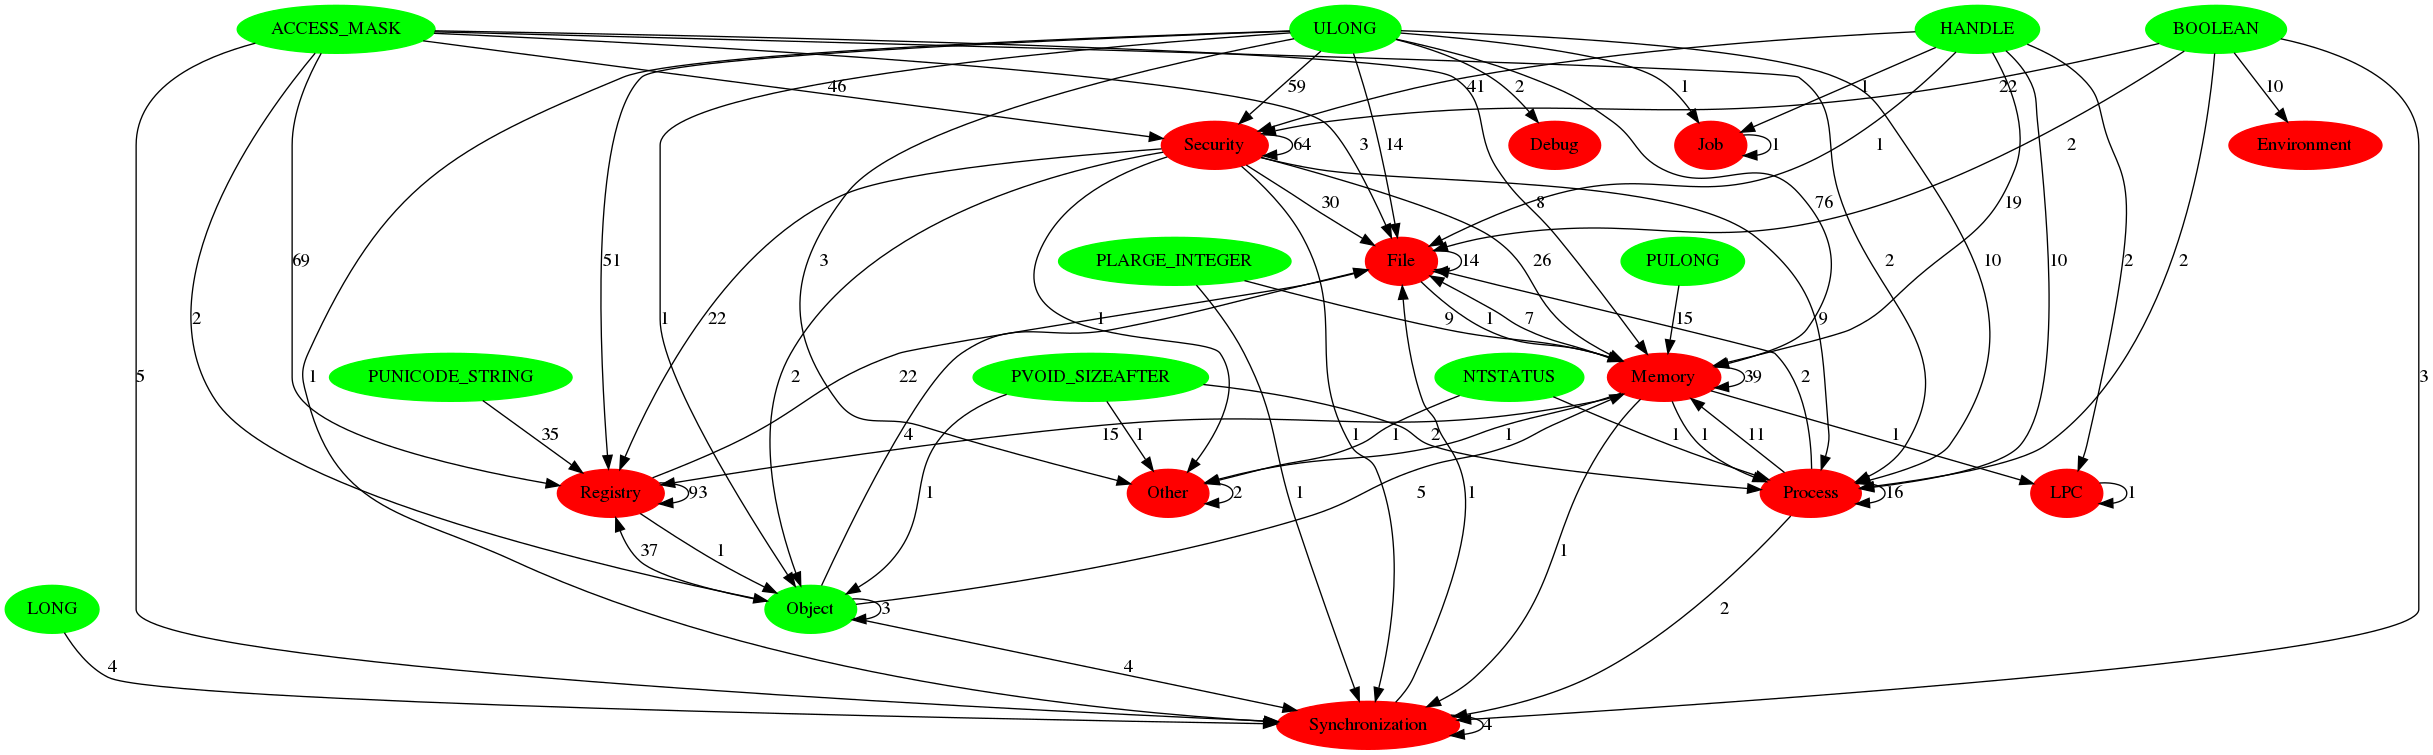 ACCESS_MASK ULONG HANDLE BOOLEAN
46 59 2 41 1 1 22 10
Security Debug Job Environment
64 3 14 1 1 2
8 76 19
PLARGE_INTEGER File PULONG
69 51 3 26 14 2 10 10 2 2
30
2 1 22 1 9 1 7 15 9
PUNICODE_STRING PVOID_SIZEAFTER NTSTATUS Memory
5 1 2 22 39 2 3
35 4 15 1 1 2 1 1 1 1 11 1
Registry Other Process LPC
93 1 5 1 2 1 16 1
37 1 1 1
LONG Object
3 2
4 4
Synchronization
4